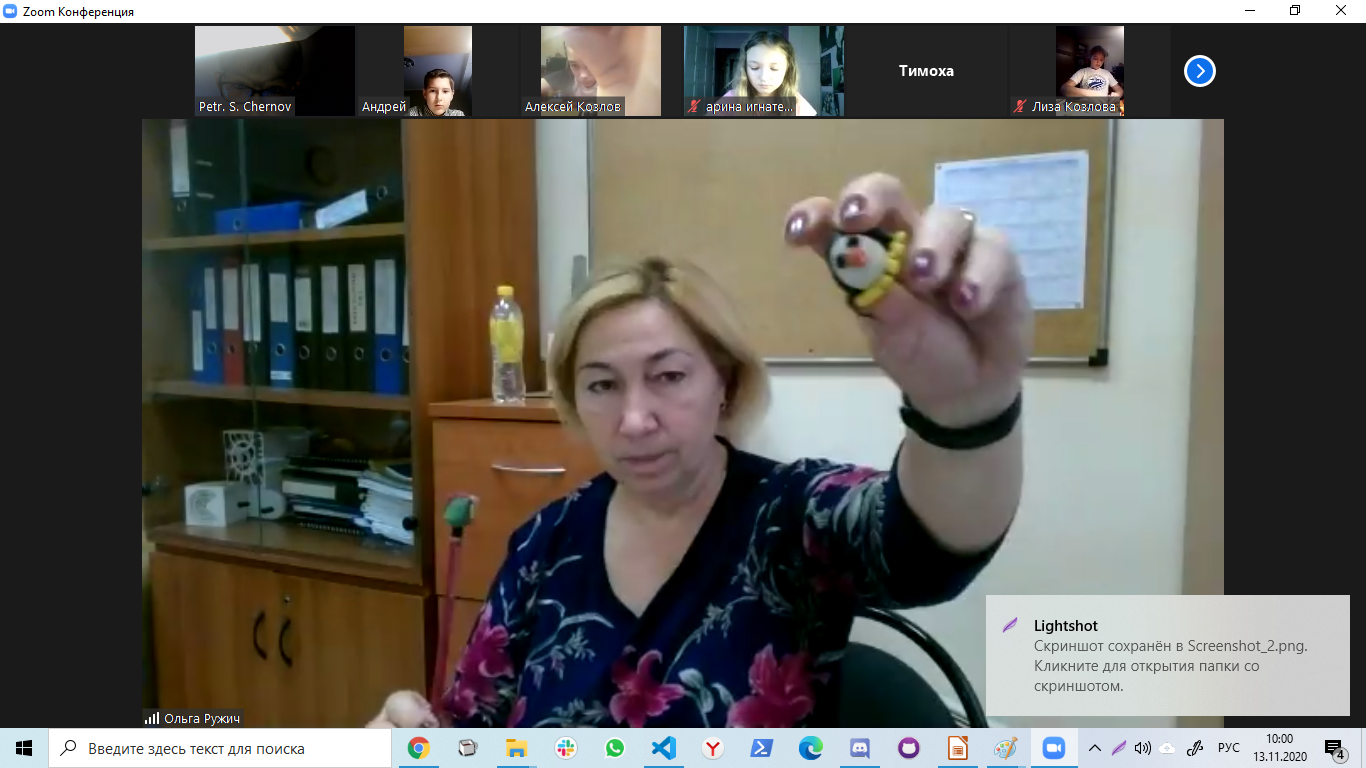 Zoom Конференция
Petr. S. Chernov
Андрей
Алексей Козлов
арина игнате...
Тимоха
Лиза Козлова
Ольга Ружич
Lightshot
Скриншот сохранён в Screenshot_2.png.
Кликните для открытия папки со
скриншотом.
Введите здесь текст для поиска
РУС
10:00
13.11.2020
4